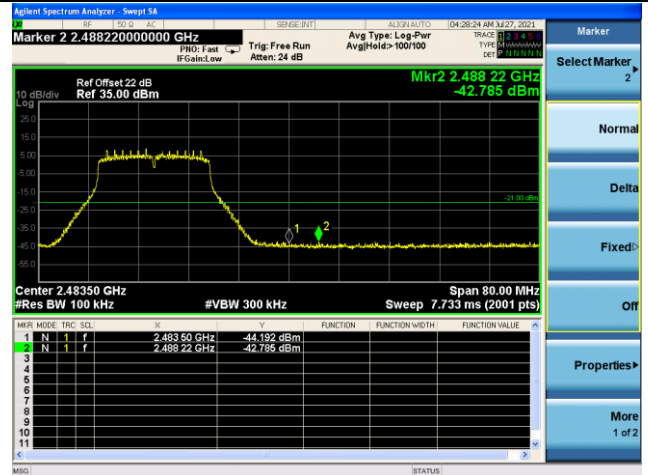 Agilent Spectrum Analyzer - Swept SA
RF 50 Ω AC SENSE:INT ALIGN AUTO 04:28:24 AM Jul 27, 2021
Marker 2 2.488220000000 GHz
PNO: Fast
IFGain:Low
Trig: Free Run
Atten: 24 dB
Avg Type: Log-Pwr
Avg|Hold:> 100/100
TRACE 1 2 3 4 5 6
TYPE M
DET P N N N N N
Mkr2 2.488 22 GHz
-42.785 dBm
Ref Offset 22 dB
10 dB/div Ref 35.00 dBm
Log
25.0
15.0
5.00
-5.00
-15.0
-21.00 dBm
-25.0
-35.0
1
2
-45.0
-55.0
Center 2.48350 GHz Span 80.00 MHz
#Res BW 100 kHz #VBW 300 kHz Sweep 7.733 ms (2001 pts)
MKR MODE TRC SCL X Y FUNCTION FUNCTION WIDTH FUNCTION VALUE
1 N 1 f 2.483 50 GHz -44.192 dBm
2 N 1 f 2.488 22 GHz -42.785 dBm
3
4
5
6
7
8
9
10
11
MSG STATUS
Marker
Select Marker
2
Normal
Delta
Fixed
Off
Properties
More
1 of 2